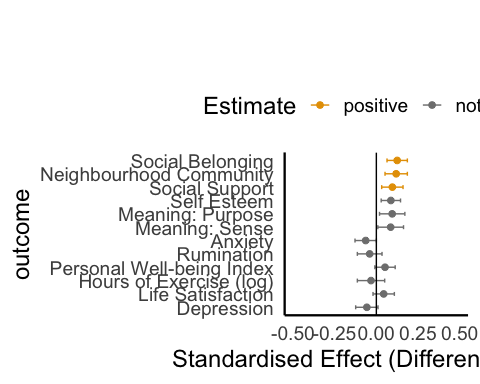 Estimate positive not
Social Belonging
Neighbourhood Community
Social Support
Self Esteem
Meaning: Purpose
Meaning: Sense
Anxiety
Rumination
Personal Well-being Index
Hours of Exercise (log)
Life Satisfaction
Depression
outcome
-0.50 -0.25 0.00 0.25 0.50
Standardised Effect (Differen